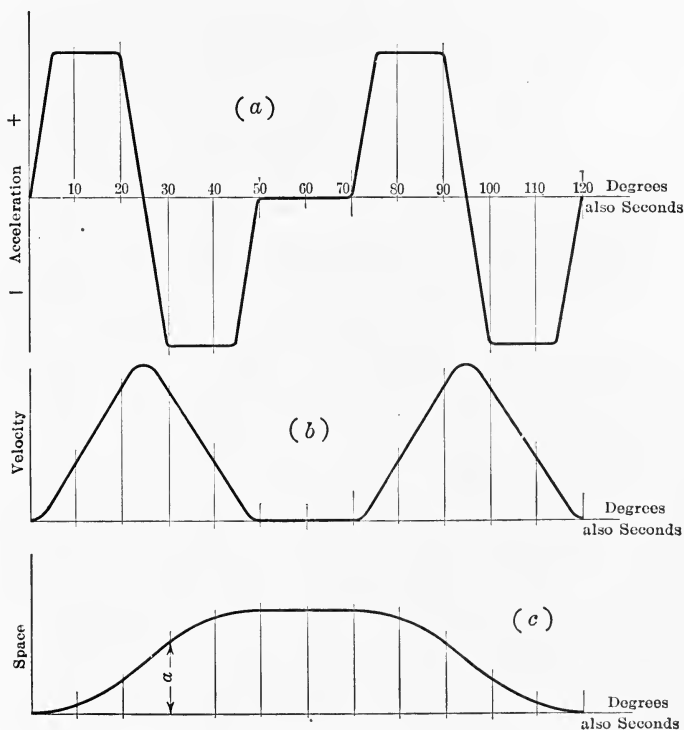 ( a )
+
Acceleration
—
10 20 30 40 50 60 70 80 90 100 110 120 Degrees
also Seconds
Velocity
( b )
Degrees
also Seconds
Space
( c )
a
Degrees
also Seconds